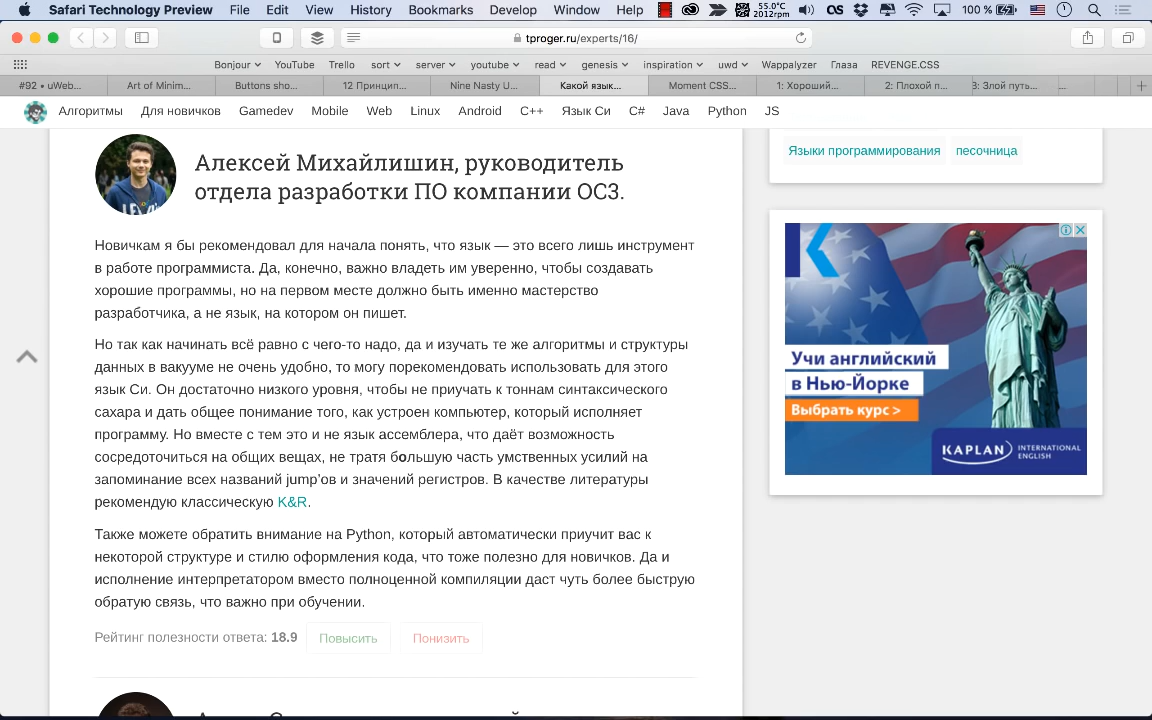 Safari Technology Preview File Edit View History Bookmarks Develop Window Help 55.0°C 2012rpm 100 %
tproger.ru/experts/16/
Bonjour YouTube Trello sort server youtube read genesis inspiration uwd Wappalyzer Глаза REVENGE.CSS
#92 • uWeb... Art of Minim... Buttons sho... 12 Принцип... Nine Nasty U... Какой язык... Moment CSS... 1: Хороший... 2: Плохой п... 3: Злой путь... ...
Алгоритмы Для новичков Gamedev Mobile Web Linux Android C++ Язык Си C# Java Python JS
Алексей Михайлишин, руководитель
отдела разработки ПО компании ОС3.
Новичкам я бы рекомендовал для начала понять, что язык — это всего лишь инструмент
в работе программиста. Да, конечно, важно владеть им уверенно, чтобы создавать
хорошие программы, но на первом месте должно быть именно мастерство
разработчика, а не язык, на котором он пишет.
Но так как начинать всё равно с чего-то надо, да и изучать те же алгоритмы и структуры
данных в вакууме не очень удобно, то могу порекомендовать использовать для этого
язык Си. Он достаточно низкого уровня, чтобы не приучать к тоннам синтаксического
сахара и дать общее понимание того, как устроен компьютер, который исполняет
программу. Но вместе с тем это и не язык ассемблера, что даёт возможность
сосредоточиться на общих вещах, не тратя большую часть умственных усилий на
запоминание всех названий jump’ов и значений регистров. В качестве литературы
рекомендую классическую K&R.
Также можете обратить внимание на Python, который автоматически приучит вас к
некоторой структуре и стилю оформления кода, что тоже полезно для новичков. Да и
исполнение интерпретатором вместо полноценной компиляции даст чуть более быструю
обратую связь, что важно при обучении.
Рейтинг полезности ответа: 18.9 Повысить Понизить
Языки программирования песочница
Учи английский
в Нью-Йорке
Выбрать курс >
KAPLAN INTERNATIONAL
ENGLISH